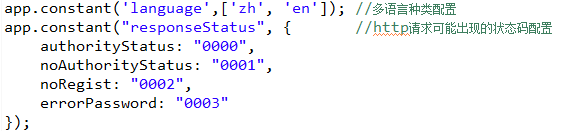 app.constant('language',['zh', 'en']); //多语言种类配置
app.constant("responseStatus", {        //http请求可能出现的状态码配置
    authorityStatus: "0000",
    noAuthorityStatus: "0001",
    noRegist: "0002",
    errorPassword: "0003"
});